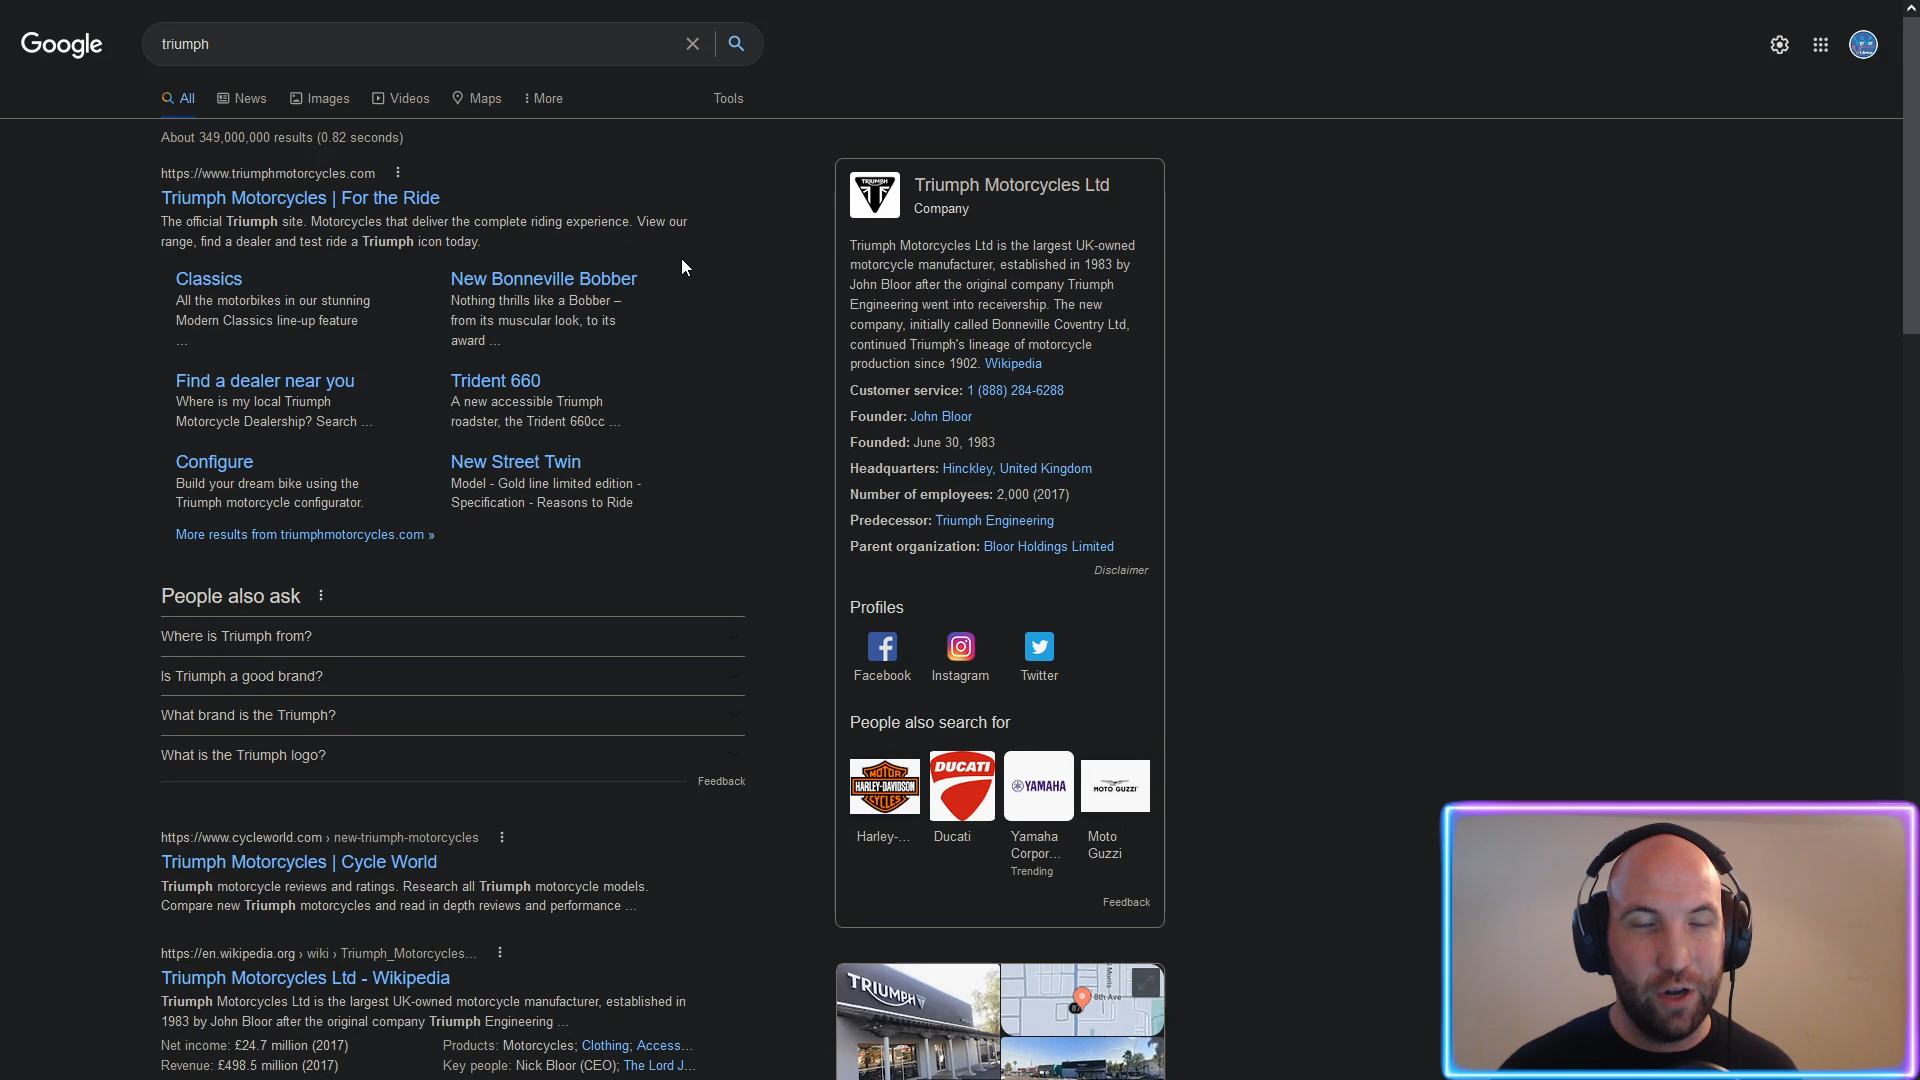 Google
triumph
All
News
Images
Videos
Maps
More
Tools
About 349,000,000 results (0.82 seconds)
https://www.triumphmotorcycles.com
Triumph Motorcycles | For the Ride
The official Triumph site. Motorcycles that deliver the complete riding experience. View our
range, find a dealer and test ride a Triumph icon today.
Classics
All the motorbikes in our stunning
Modern Classics line-up feature
...
New Bonneville Bobber
Nothing thrills like a Bobber –
from its muscular look, to its
award ...
Find a dealer near you
Where is my local Triumph
Motorcycle Dealership? Search ...
Trident 660
A new accessible Triumph
roadster, the Trident 660cc ...
Configure
Build your dream bike using the
Triumph motorcycle configurator.
New Street Twin
Model - Gold line limited edition -
Specification - Reasons to Ride
More results from triumphmotorcycles.com »
People also ask
Where is Triumph from?
Is Triumph a good brand?
What brand is the Triumph?
What is the Triumph logo?
Feedback
https://www.cycleworld.com › new-triumph-motorcycles
Triumph Motorcycles | Cycle World
Triumph motorcycle reviews and ratings. Research all Triumph motorcycle models.
Compare new Triumph motorcycles and read in depth reviews and performance ...
https://en.wikipedia.org › wiki › Triumph_Motorcycles...
Triumph Motorcycles Ltd - Wikipedia
Triumph Motorcycles Ltd is the largest UK-owned motorcycle manufacturer, established in
1983 by John Bloor after the original company Triumph Engineering ...
Net income: £24.7 million (2017)
Products: Motorcycles; Clothing; Access...
Revenue: £498.5 million (2017)
Key people: Nick Bloor (CEO); The Lord J...
TRIUMPH
Triumph Motorcycles Ltd
Company
Triumph Motorcycles Ltd is the largest UK-owned
motorcycle manufacturer, established in 1983 by
John Bloor after the original company Triumph
Engineering went into receivership. The new
company, initially called Bonneville Coventry Ltd,
continued Triumph's lineage of motorcycle
production since 1902. Wikipedia
Customer service: 1 (888) 284-6288
Founder: John Bloor
Founded: June 30, 1983
Headquarters: Hinckley, United Kingdom
Number of employees: 2,000 (2017)
Predecessor: Triumph Engineering
Parent organization: Bloor Holdings Limited
Disclaimer
Profiles
Facebook
Instagram
Twitter
People also search for
MOTOR
HARLEY-DAVIDSON
CYCLES
DUCATI
YAMAHA
MOTO GUZZI
Harley-...
Ducati
Yamaha
Corpor...
Trending
Moto
Guzzi
Feedback
TRIUMPH
8th Ave